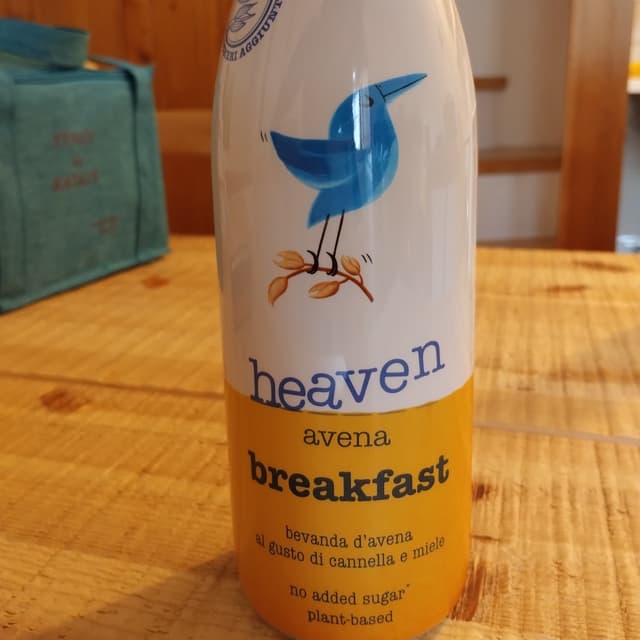 heaven
avena
breakfast
bevanda d'avena
al gusto di cannella e miele
no added sugar*
plant-based